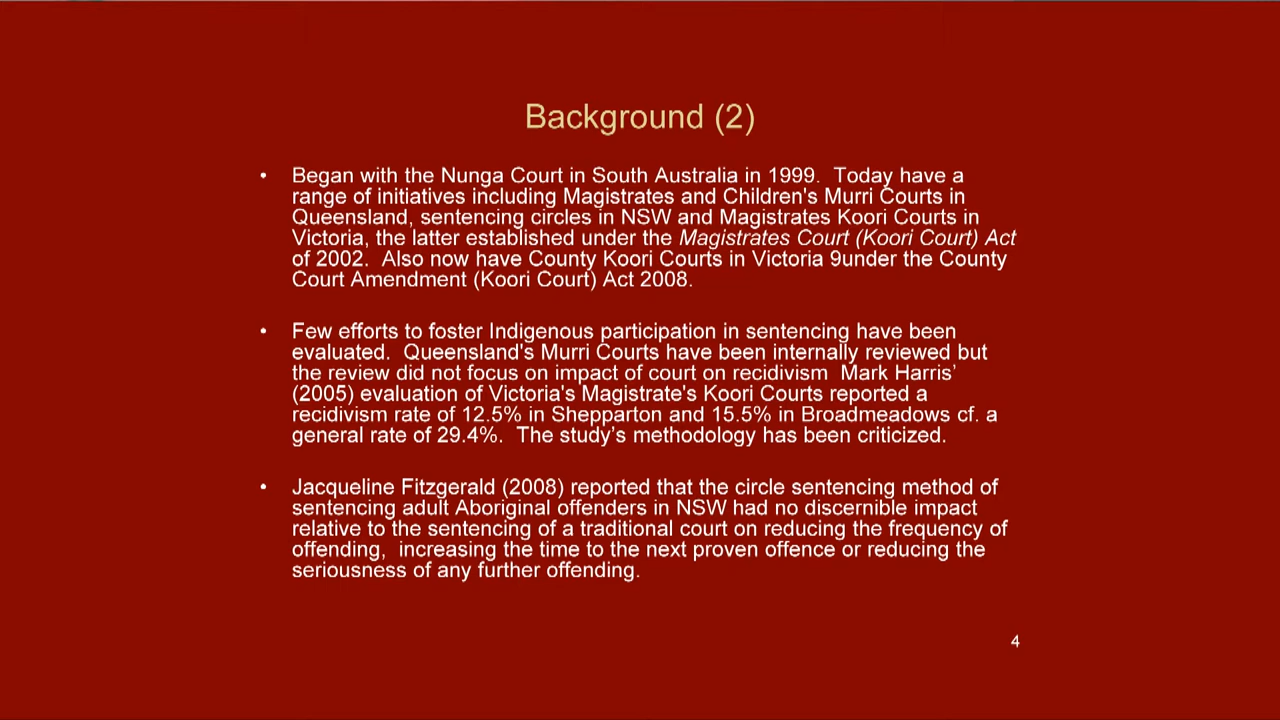 Background (2)
• Began with the Nunga Court in South Australia in 1999.  Today have a
range of initiatives including Magistrates and Children's Murri Courts in
Queensland, sentencing circles in NSW and Magistrates Koori Courts in
Victoria, the latter established under the Magistrates Court (Koori Court) Act
of 2002.  Also now have County Koori Courts in Victoria 9under the County
Court Amendment (Koori Court) Act 2008.
• Few efforts to foster Indigenous participation in sentencing have been
evaluated.  Queensland's Murri Courts have been internally reviewed but
the review did not focus on impact of court on recidivism  Mark Harris’
(2005) evaluation of Victoria's Magistrate's Koori Courts reported a
recidivism rate of 12.5% in Shepparton and 15.5% in Broadmeadows cf. a
general rate of 29.4%.  The study’s methodology has been criticized.
• Jacqueline Fitzgerald (2008) reported that the circle sentencing method of
sentencing adult Aboriginal offenders in NSW had no discernible impact
relative to the sentencing of a traditional court on reducing the frequency of
offending,  increasing the time to the next proven offence or reducing the
seriousness of any further offending.
4